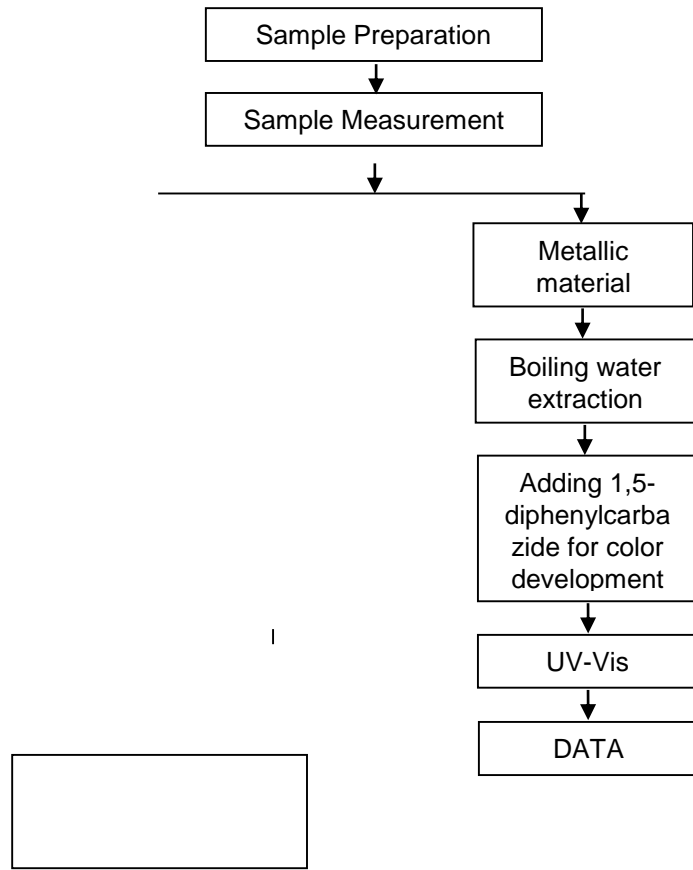 Sample Preparation
Sample Measurement
Metallic
material
Boiling water
extraction
Adding 1,5-
diphenylcarba
zide for color
development
UV-Vis
DATA